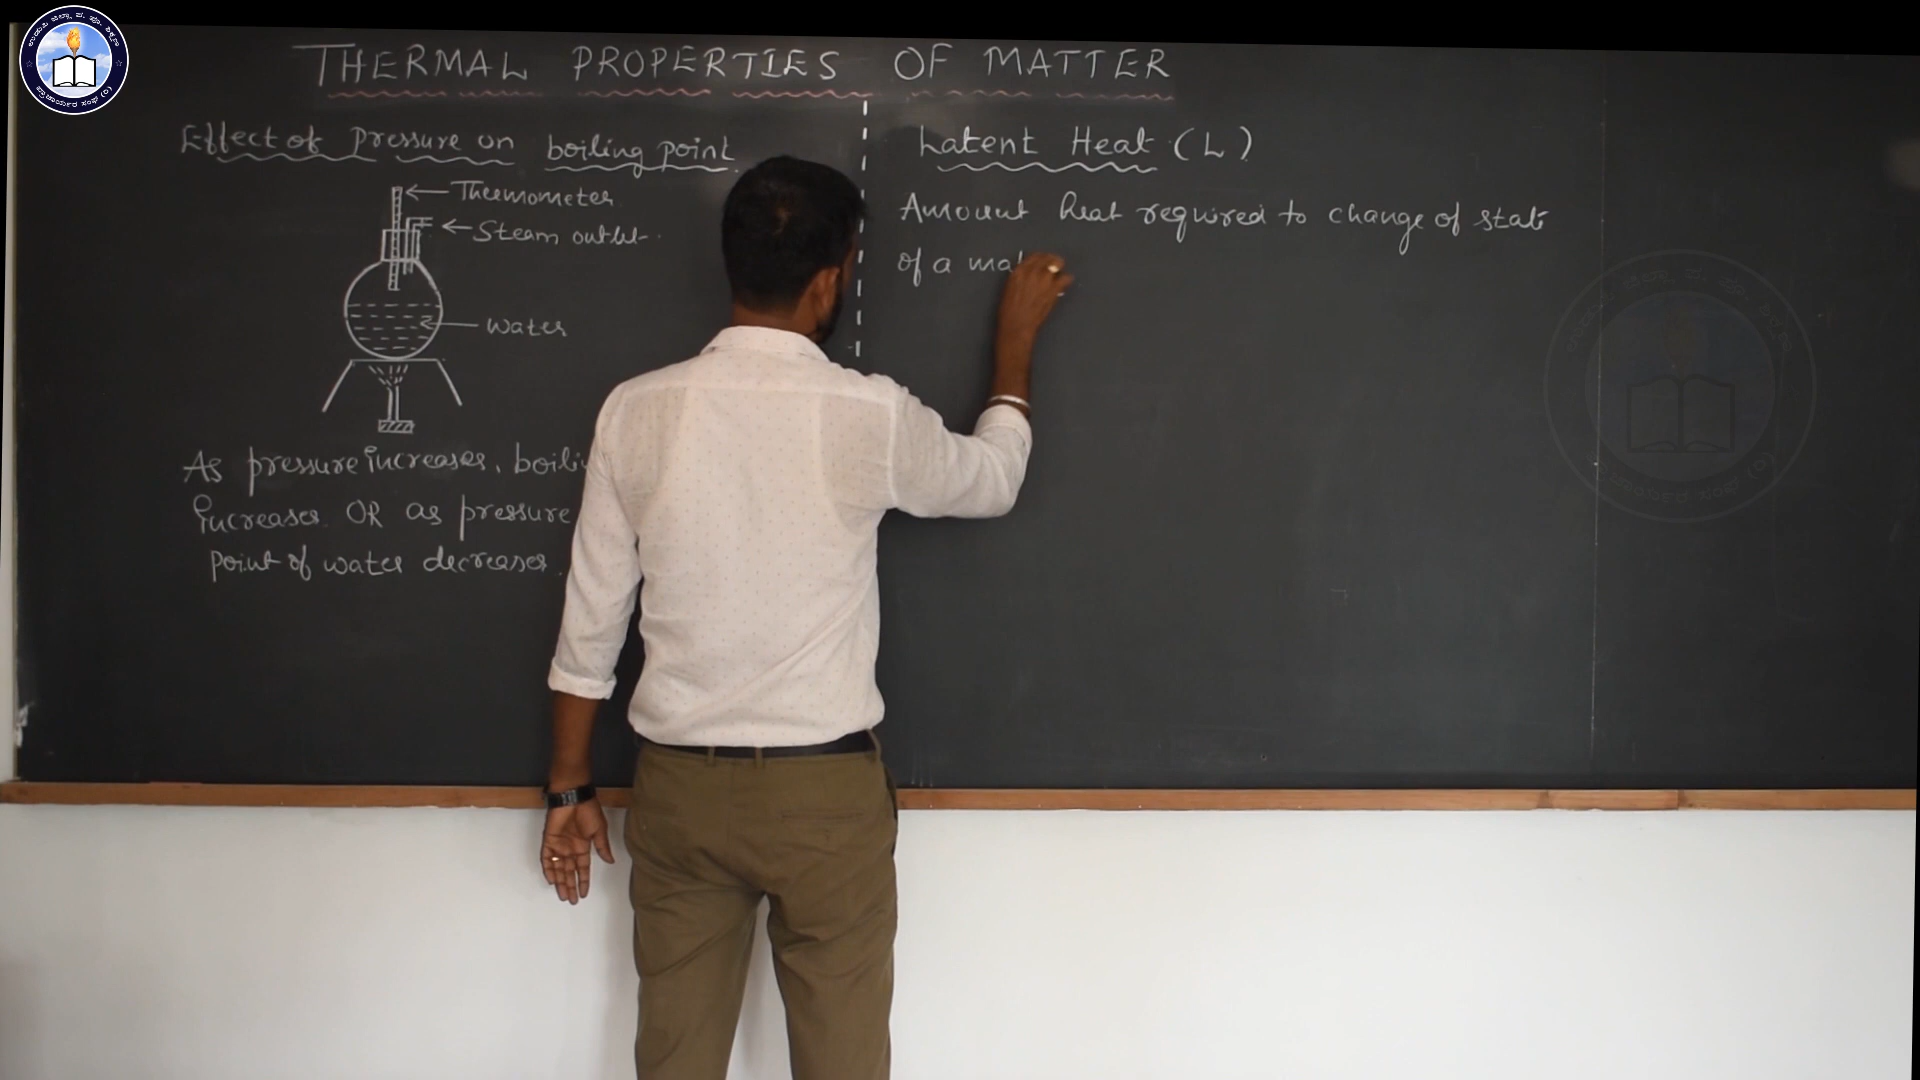 THERMAL PROPERTIES OF MATTER
Effect of pressure on boiling point
Thermometer
Steam outlet
Water
As pressure increases, boili
increases OR as pressure
point of water decreases.
Latent Heat (L)
Amount heat required to change of state
of a mat